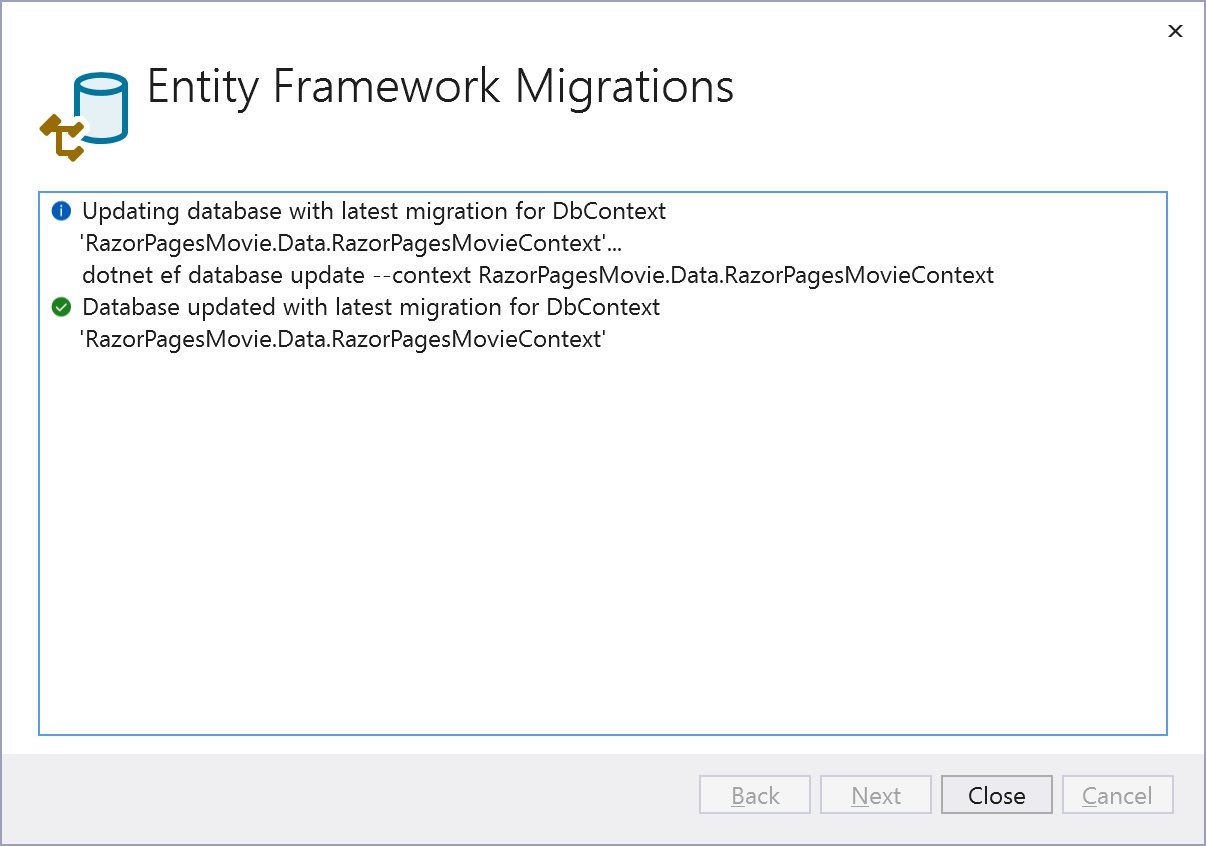 Entity Framework Migrations
Updating database with latest migration for DbContext
'RazorPagesMovie.Data.RazorPagesMovieContext'...
dotnet ef database update --context RazorPagesMovie.Data.RazorPagesMovieContext
Database updated with latest migration for DbContext
'RazorPagesMovie.Data.RazorPagesMovieContext'
Back Next Close Cancel